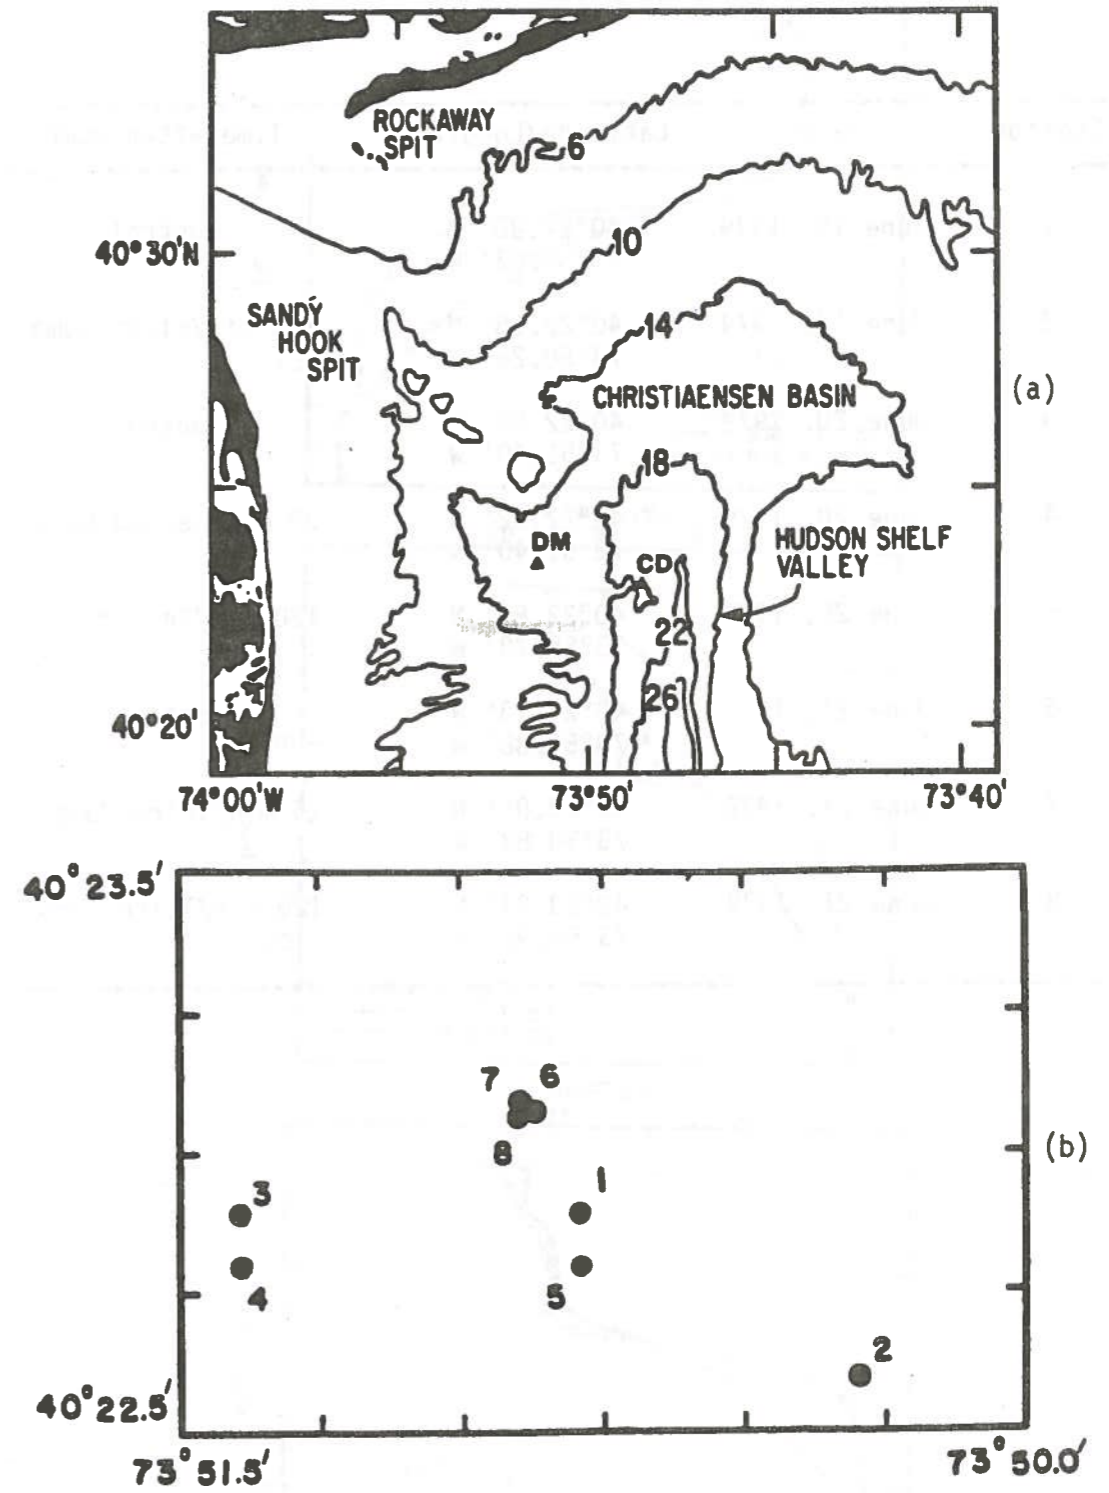 ROCKAWAY
SPIT
6
40°30'N
10
SANDY
HOOK
SPIT
14
CHRISTIAENSEN BASIN
(a)
18
DM
CD
HUDSON SHELF
VALLEY
22
26
40°20'
74°00'W
73°50'
73°40'
40°23.5'
7
6
8
(b)
3
1
4
5
2
40°22.5'
73°51.5'
73°50.0'